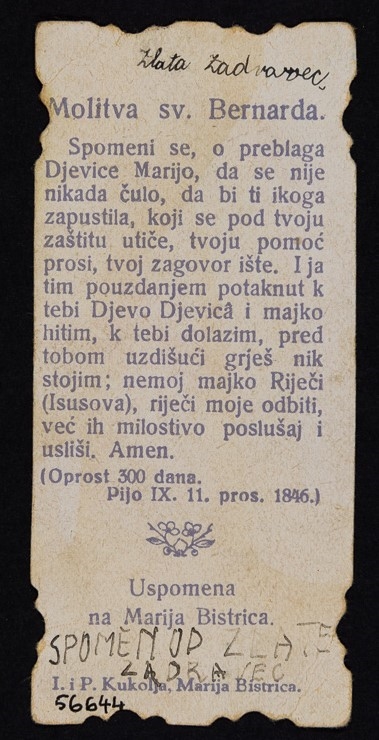 Zlata Zadravec
Molitva sv. Bernarda.
Spomeni se, o preblaga
Djevice Marijo, da se nije
nikada čulo, da bi ti ikoga
zapustila, koji se pod tvoju
zaštitu utiče, tvoju pomoć
prosi, tvoj zagovor ište. I ja
tim pouzdanjem potaknut k
tebi Djevo Djevicâ i majko
hitim, k tebi dolazim, pred
tobom uzdišući grješ nik
stojim; nemoj majko Riječi
(Isusova), riječi moje odbiti,
već ih milostivo poslušaj i
usliši. Amen.
(Oprost 300 dana.
Pijo IX. 11. pros. 1846.)
Uspomena
na Marija Bistrica.
SPOMEN OD ZLATE
ZADRAVEC
I. i P. Kukolja, Marija Bistrica.
56644